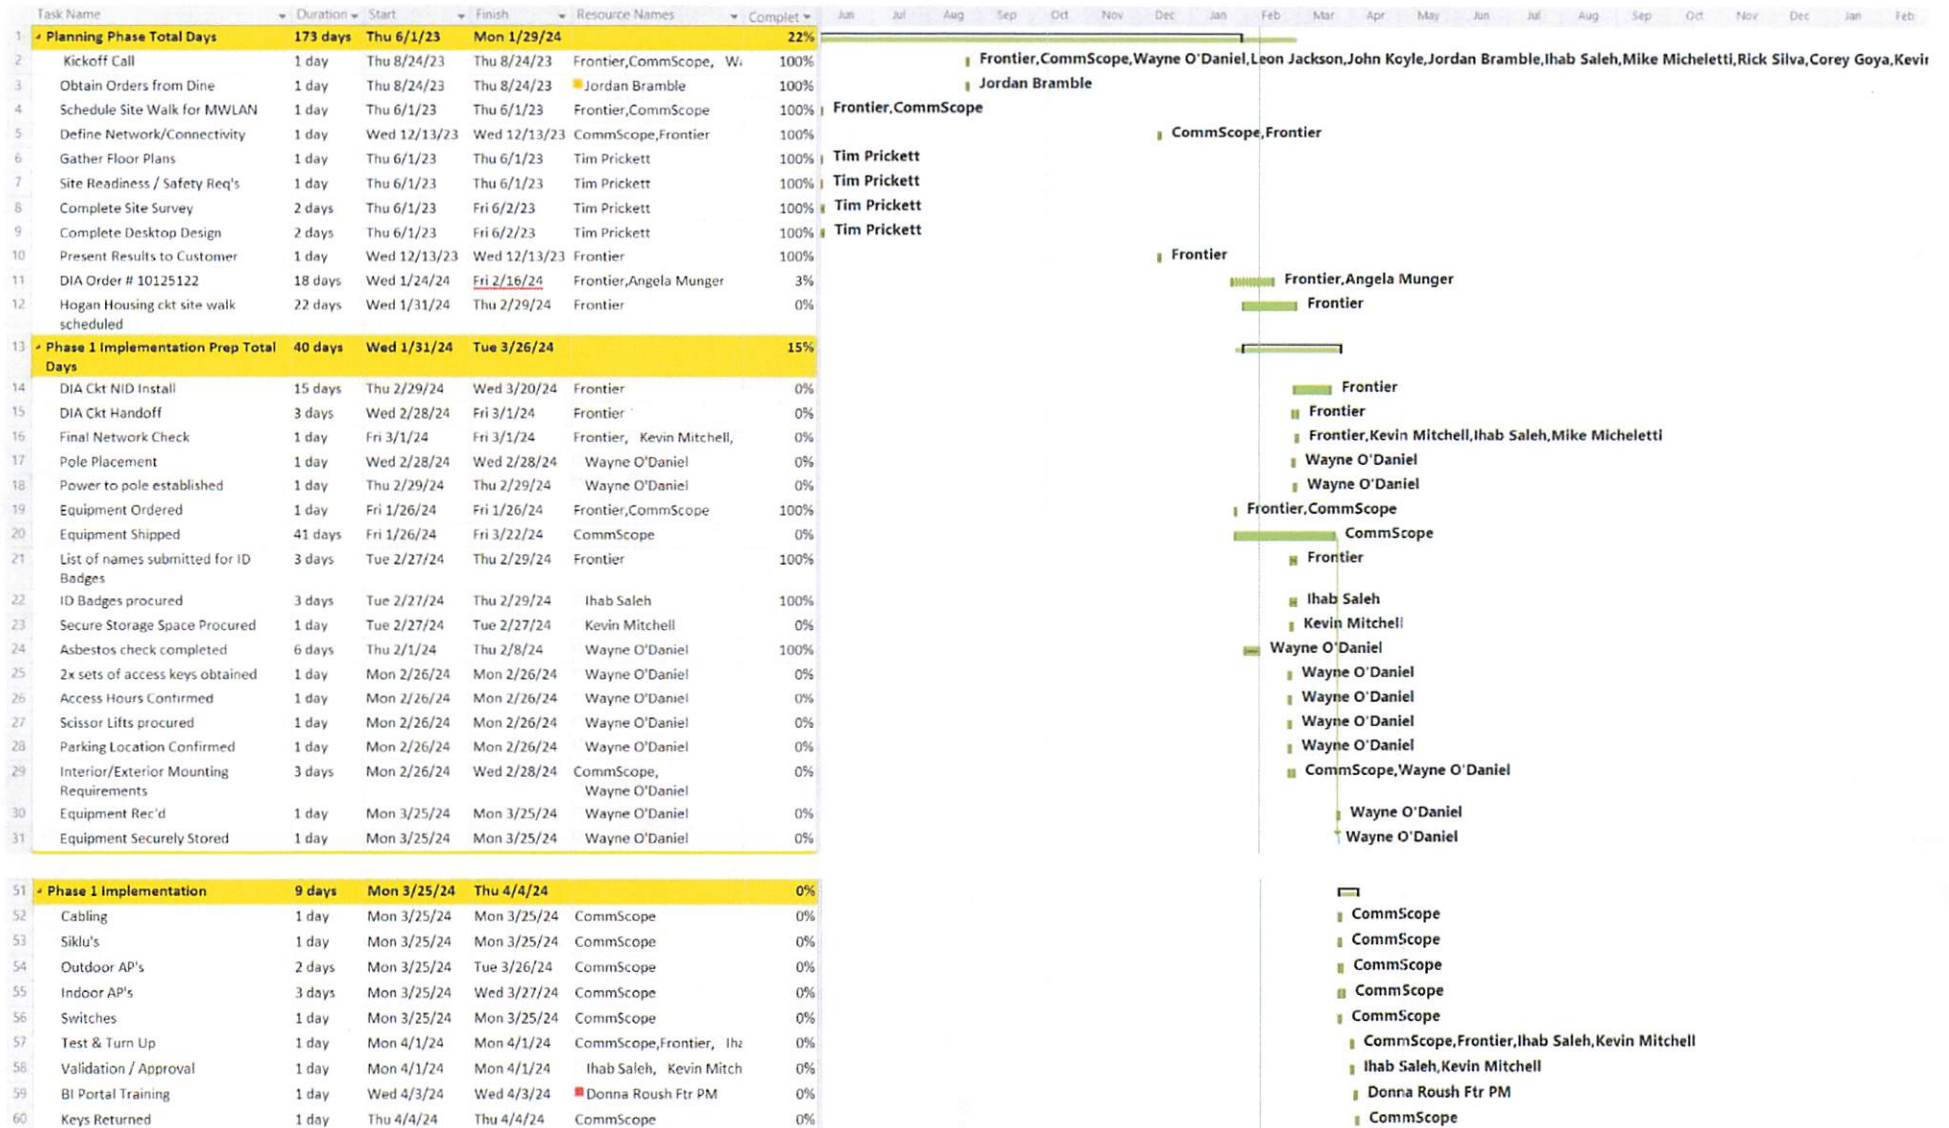 Task Name Duration Start Finish Resource Names Complet Jun Jul Aug Sep Oct Nov Dec Jan Feb Mar Apr May Jun Jul Aug Sep Oct Nov Dec Jan Feb
1 Planning Phase Total Days 173 days Thu 6/1/23 Mon 1/29/24 22%
2 Kickoff Call 1 day Thu 8/24/23 Thu 8/24/23 Frontier,CommScope, W 100% Frontier,CommScope,Wayne O'Daniel,Leon Jackson,John Koyle,Jordan Bramble,Ihab Saleh,Mike Micheletti,Rick Silva,Corey Goya,Kevin
3 Obtain Orders from Dine 1 day Thu 8/24/23 Thu 8/24/23 Jordan Bramble 100% Jordan Bramble
4 Schedule Site Walk for MWLAN 1 day Thu 6/1/23 Thu 6/1/23 Frontier,CommScope 100% Frontier,CommScope
5 Define Network/Connectivity 1 day Wed 12/13/23 Wed 12/13/23 CommScope,Frontier 100% CommScope,Frontier
6 Gather Floor Plans 1 day Thu 6/1/23 Thu 6/1/23 Tim Prickett 100% Tim Prickett
7 Site Readiness / Safety Req's 1 day Thu 6/1/23 Thu 6/1/23 Tim Prickett 100% Tim Prickett
8 Complete Site Survey 2 days Thu 6/1/23 Fri 6/2/23 Tim Prickett 100% Tim Prickett
9 Complete Desktop Design 2 days Thu 6/1/23 Fri 6/2/23 Tim Prickett 100% Tim Prickett
10 Present Results to Customer 1 day Wed 12/13/23 Wed 12/13/23 Frontier 100% Frontier
11 DIA Order # 10125122 18 days Wed 1/24/24 Fri 2/16/24 Frontier,Angela Munger 3% Frontier,Angela Munger
12 Hogan Housing ckt site walk 22 days Wed 1/31/24 Thu 2/29/24 Frontier 0% Frontier
scheduled
13 Phase 1 Implementation Prep Total 40 days Wed 1/31/24 Tue 3/26/24 15%
Days
14 DIA Ckt NID Install 15 days Thu 2/29/24 Wed 3/20/24 Frontier 0% Frontier
15 DIA Ckt Handoff 3 days Wed 2/28/24 Fri 3/1/24 Frontier 0% Frontier
16 Final Network Check 1 day Fri 3/1/24 Fri 3/1/24 Frontier, Kevin Mitchell, 0% Frontier,Kevin Mitchell,Ihab Saleh,Mike Micheletti
17 Pole Placement 1 day Wed 2/28/24 Wed 2/28/24 Wayne O'Daniel 0% Wayne O'Daniel
18 Power to pole established 1 day Thu 2/29/24 Thu 2/29/24 Wayne O'Daniel 0% Wayne O'Daniel
19 Equipment Ordered 1 day Fri 1/26/24 Fri 1/26/24 Frontier,CommScope 100% Frontier,CommScope
20 Equipment Shipped 41 days Fri 1/26/24 Fri 3/22/24 CommScope 0% CommScope
21 List of names submitted for ID 3 days Tue 2/27/24 Thu 2/29/24 Frontier 100% Frontier
Badges
22 ID Badges procured 3 days Tue 2/27/24 Thu 2/29/24 Ihab Saleh 100% Ihab Saleh
23 Secure Storage Space Procured 1 day Tue 2/27/24 Tue 2/27/24 Kevin Mitchell 0% Kevin Mitchell
24 Asbestos check completed 6 days Thu 2/1/24 Thu 2/8/24 Wayne O'Daniel 100% Wayne O'Daniel
25 2x sets of access keys obtained 1 day Mon 2/26/24 Mon 2/26/24 Wayne O'Daniel 0% Wayne O'Daniel
26 Access Hours Confirmed 1 day Mon 2/26/24 Mon 2/26/24 Wayne O'Daniel 0% Wayne O'Daniel
27 Scissor Lifts procured 1 day Mon 2/26/24 Mon 2/26/24 Wayne O'Daniel 0% Wayne O'Daniel
28 Parking Location Confirmed 1 day Mon 2/26/24 Mon 2/26/24 Wayne O'Daniel 0% Wayne O'Daniel
29 Interior/Exterior Mounting 3 days Mon 2/26/24 Wed 2/28/24 CommScope, 0% CommScope,Wayne O'Daniel
Requirements Wayne O'Daniel
30 Equipment Rec'd 1 day Mon 3/25/24 Mon 3/25/24 Wayne O'Daniel 0% Wayne O'Daniel
31 Equipment Securely Stored 1 day Mon 3/25/24 Mon 3/25/24 Wayne O'Daniel 0% Wayne O'Daniel
51 Phase 1 Implementation 9 days Mon 3/25/24 Thu 4/4/24 0%
52 Cabling 1 day Mon 3/25/24 Mon 3/25/24 CommScope 0% CommScope
53 Siklu's 1 day Mon 3/25/24 Mon 3/25/24 CommScope 0% CommScope
54 Outdoor AP's 2 days Mon 3/25/24 Tue 3/26/24 CommScope 0% CommScope
55 Indoor AP's 3 days Mon 3/25/24 Wed 3/27/24 CommScope 0% CommScope
56 Switches 1 day Mon 3/25/24 Mon 3/25/24 CommScope 0% CommScope
57 Test & Turn Up 1 day Mon 4/1/24 Mon 4/1/24 CommScope,Frontier, Iha 0% CommScope,Frontier,Ihab Saleh,Kevin Mitchell
58 Validation / Approval 1 day Mon 4/1/24 Mon 4/1/24 Ihab Saleh, Kevin Mitch 0% Ihab Saleh,Kevin Mitchell
59 BI Portal Training 1 day Wed 4/3/24 Wed 4/3/24 Donna Roush Ftr PM 0% Donna Roush Ftr PM
60 Keys Returned 1 day Thu 4/4/24 Thu 4/4/24 CommScope 0% CommScope